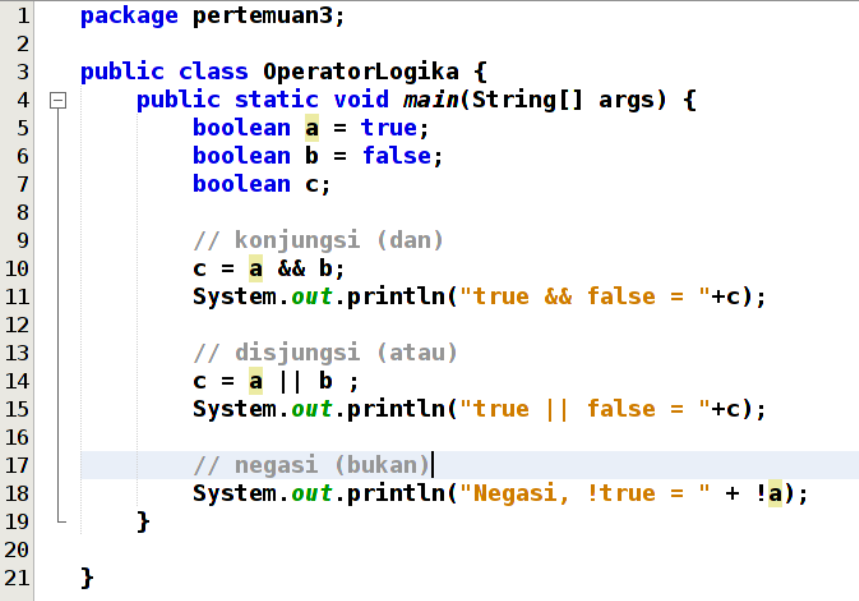 1 package pertemuan3;
2
3 public class OperatorLogika {
4 public static void main(String[] args) {
5 boolean a = true;
6 boolean b = false;
7 boolean c;
8
9 // konjungsi (dan)
10 c = a && b;
11 System.out.println("true && false = "+c);
12
13 // disjungsi (atau)
14 c = a || b ;
15 System.out.println("true || false = "+c);
16
17 // negasi (bukan)
18 System.out.println("Negasi, !true = " + !a);
19 }
20
21 }